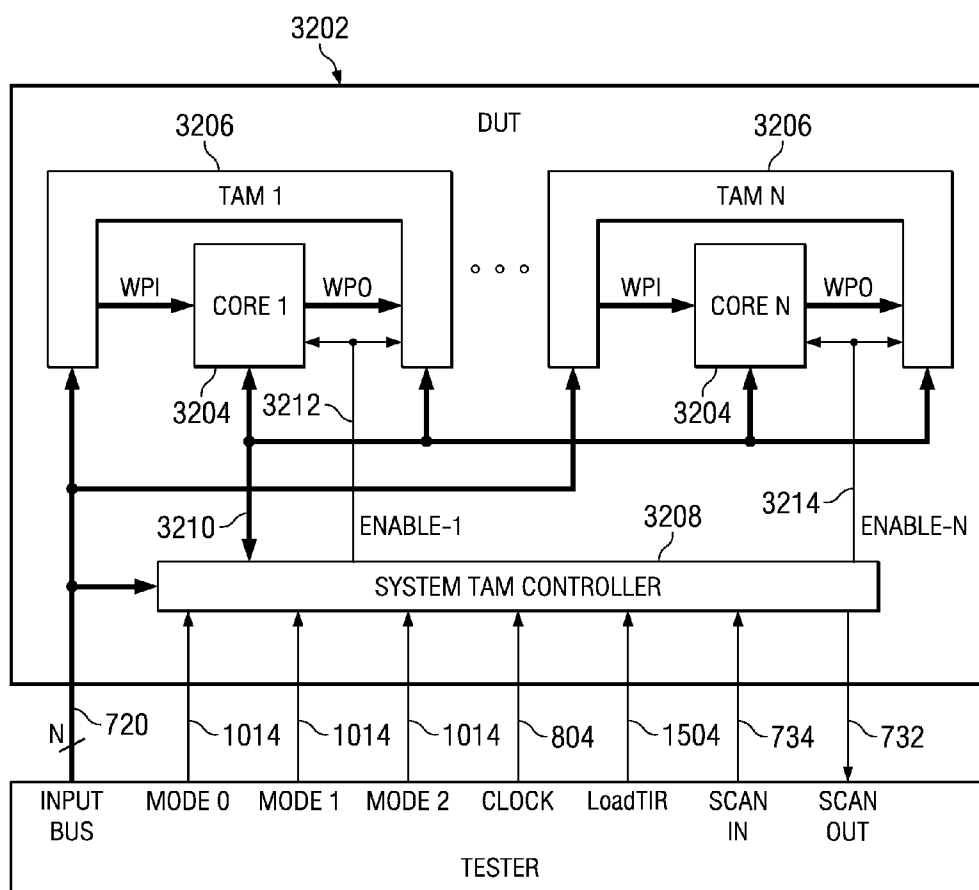 3202
DUT
3206
3206
TAM 1
TAM N
WPI
CORE 1
WPO
WPI
CORE N
WPO
3204
3212
3204
3210
ENABLE-1
3208
3214
ENABLE-N
SYSTEM TAM CONTROLLER
N
720
1014
1014
1014
804
1504
734
732
INPUT BUS
MODE 0
MODE 1
MODE 2
CLOCK
LoadTIR
SCAN IN
SCAN OUT
TESTER